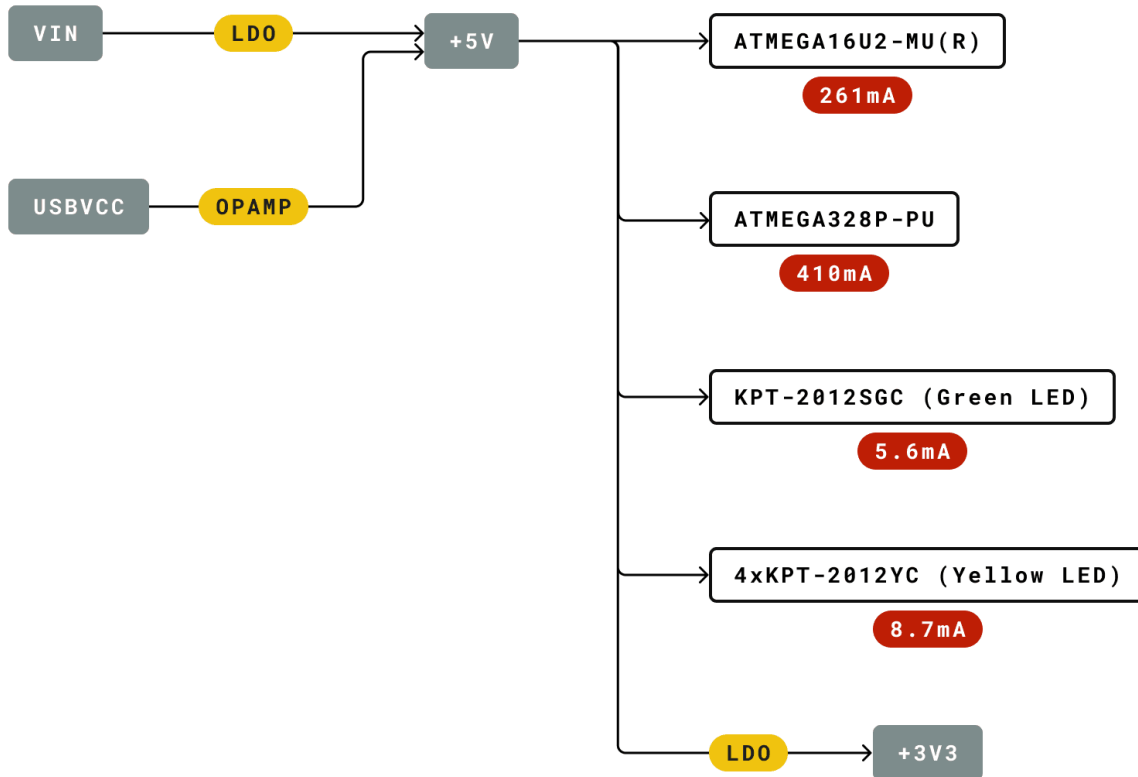 VIN
LDO
+5V
ATMEGA16U2-MU(R)
261mA
USBVCC
OPAMP
ATMEGA328P-PU
410mA
KPT-2012SGC (Green LED)
5.6mA
4xKPT-2012YC (Yellow LED)
8.7mA
LDO
+3V3